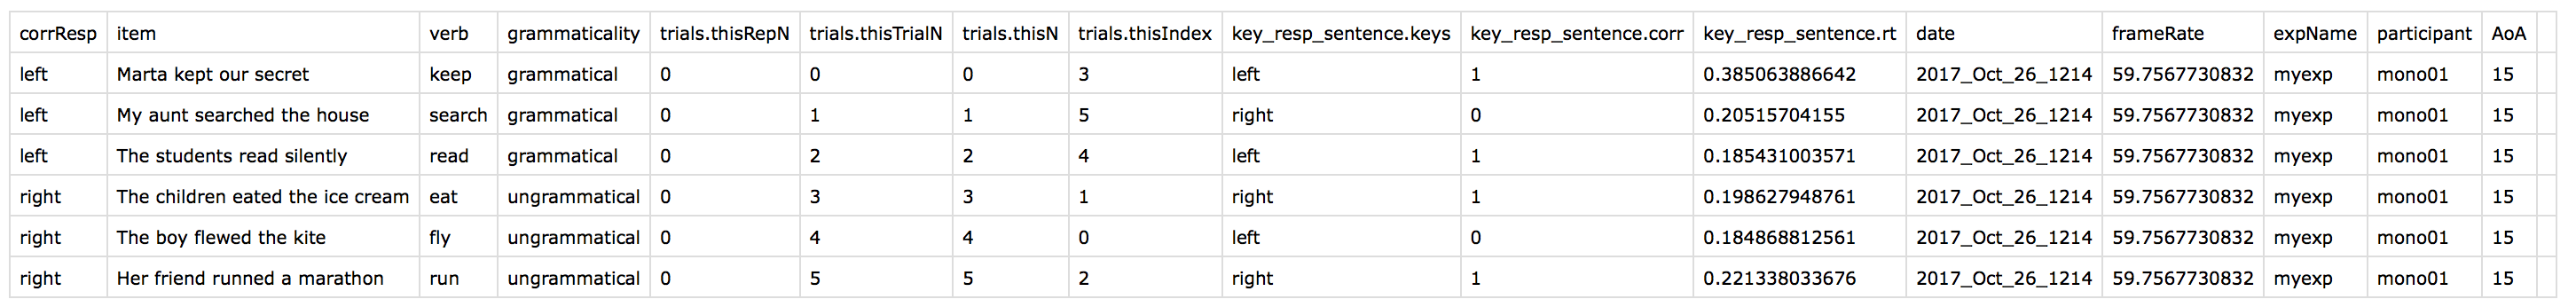 corrResp item verb grammaticality trials.thisRepN trials.thisTrialN trials.thisN trials.thisIndex key_resp_sentence.keys key_resp_sentence.corr key_resp_sentence.rt date frameRate expName participant AoA
left Marta kept our secret keep grammatical 0 0 0 3 left 1 0.385063886642 2017_Oct_26_1214 59.7567730832 myexp mono01 15
left My aunt searched the house search grammatical 0 1 1 5 right 0 0.20515704155 2017_Oct_26_1214 59.7567730832 myexp mono01 15
left The students read silently read grammatical 0 2 2 4 left 1 0.185431003571 2017_Oct_26_1214 59.7567730832 myexp mono01 15
right The children eated the ice cream eat ungrammatical 0 3 3 1 right 1 0.198627948761 2017_Oct_26_1214 59.7567730832 myexp mono01 15
right The boy flewed the kite fly ungrammatical 0 4 4 0 left 0 0.184868812561 2017_Oct_26_1214 59.7567730832 myexp mono01 15
right Her friend runned a marathon run ungrammatical 0 5 5 2 right 1 0.221338033676 2017_Oct_26_1214 59.7567730832 myexp mono01 15